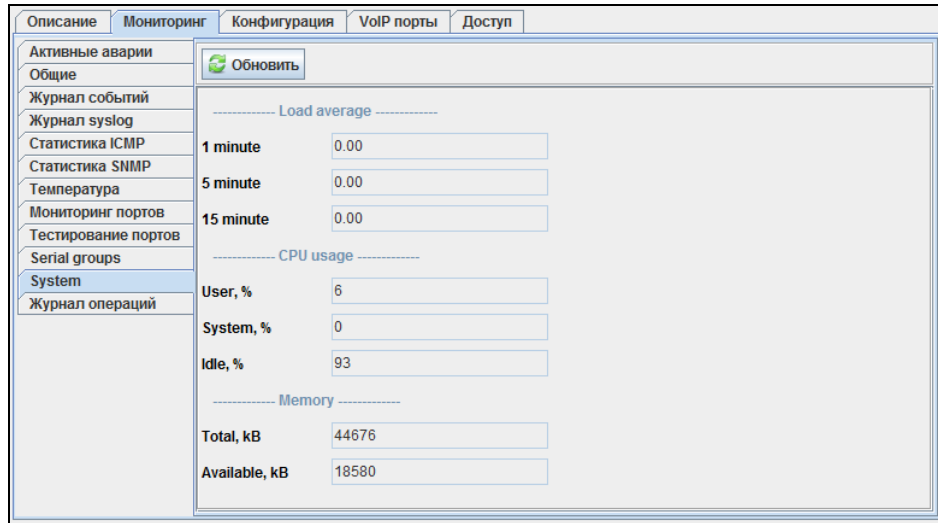 Описание Мониторинг Конфигурация VoIP порты Доступ
Активные аварии
Общие
Журнал событий
Журнал syslog
Статистика ICMP
Статистика SNMP
Температура
Мониторинг портов
Тестирование портов
Serial groups
System
Журнал операций
Обновить
------------- Load average -------------
1 minute 0.00
5 minute 0.00
15 minute 0.00
------------- CPU usage -------------
User, % 6
System, % 0
Idle, % 93
------------- Memory -------------
Total, kB 44676
Available, kB 18580